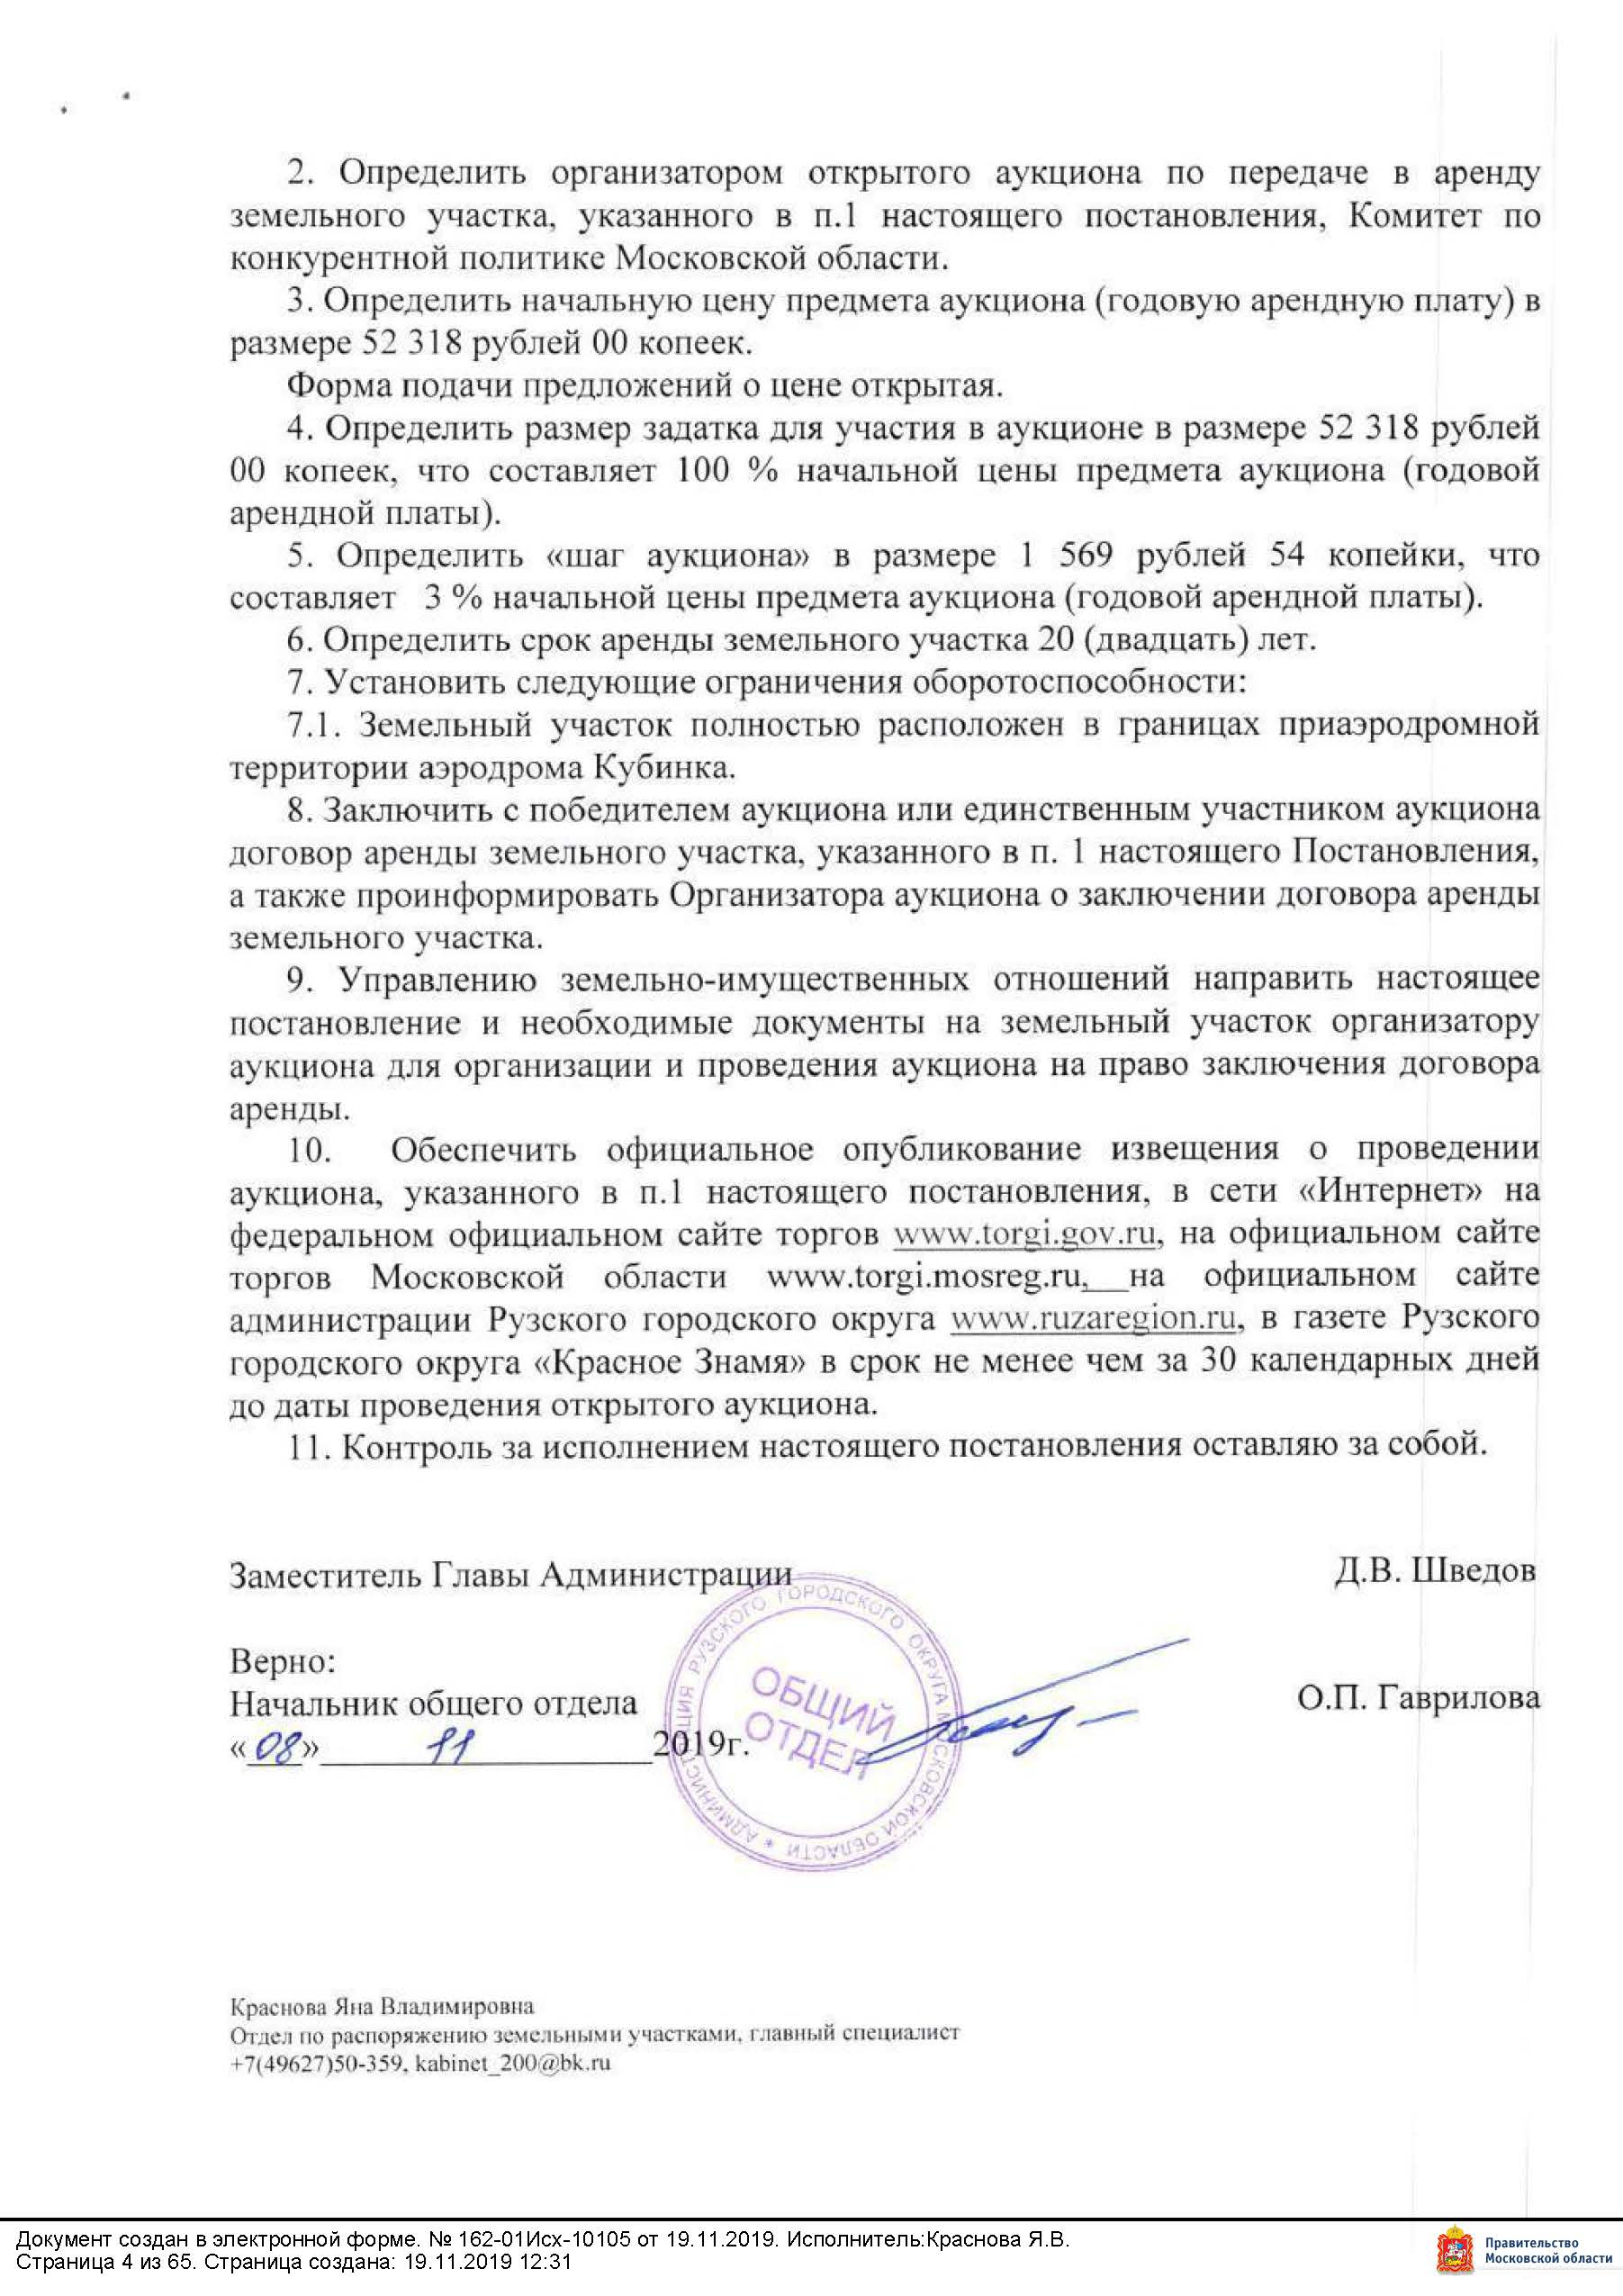 2. Определить организатором открытого аукциона по передаче в аренду
земельного участка, указанного в п.1 настоящего постановления, Комитет по
конкурентной политике Московской области.
3. Определить начальную цену предмета аукциона (годовую арендную плату) в
размере 52 318 рублей 00 копеек.
Форма подачи предложений о цене открытая.
4. Определить размер задатка для участия в аукционе в размере 52 318 рублей
00 копеек, что составляет 100 % начальной цены предмета аукциона (годовой
арендной платы).
5. Определить «шаг аукциона» в размере 1 569 рублей 54 копейки, что
составляет 3 % начальной цены предмета аукциона (годовой арендной платы).
6. Определить срок аренды земельного участка 20 (двадцать) лет.
7. Установить следующие ограничения оборотоспособности:
7.1. Земельный участок полностью расположен в границах приаэродромной
территории аэродрома Кубинка.
8. Заключить с победителем аукциона или единственным участником аукциона
договор аренды земельного участка, указанного в п. 1 настоящего Постановления,
а также проинформировать Организатора аукциона о заключении договора аренды
земельного участка.
9. Управлению земельно-имущественных отношений направить настоящее
постановление и необходимые документы на земельный участок организатору
аукциона для организации и проведения аукциона на право заключения договора
аренды.
10. Обеспечить официальное опубликование извещения о проведении
аукциона, указанного в п.1 настоящего постановления, в сети «Интернет» на
федеральном официальном сайте торгов www.torgi.gov.ru, на официальном сайте
торгов Московской области www.torgi.mosreg.ru, на официальном сайте
администрации Рузского городского округа www.ruzaregion.ru, в газете Рузского
городского округа «Красное Знамя» в срок не менее чем за 30 календарных дней
до даты проведения открытого аукциона.
11. Контроль за исполнением настоящего постановления оставляю за собой.
Заместитель Главы Администрации Д.В. Шведов
Верно:
Начальник общего отдела О.П. Гаврилова
«08» 11 2019г.
АДМИНИСТРАЦИЯ РУЗСКОГО ГОРОДСКОГО ОКРУГА МОСКОВСКОЙ ОБЛАСТИ *
ОБЩИЙ
ОТДЕЛ
Краснова Яна Владимировна
Отдел по распоряжению земельными участками, главный специалист
+7(49627)50-359, kabinet_200@bk.ru
Документ создан в электронной форме. № 162-01Исх-10105 от 19.11.2019. Исполнитель:Краснова Я.В.
Страница 4 из 65. Страница создана: 19.11.2019 12:31
Правительство
Московской области